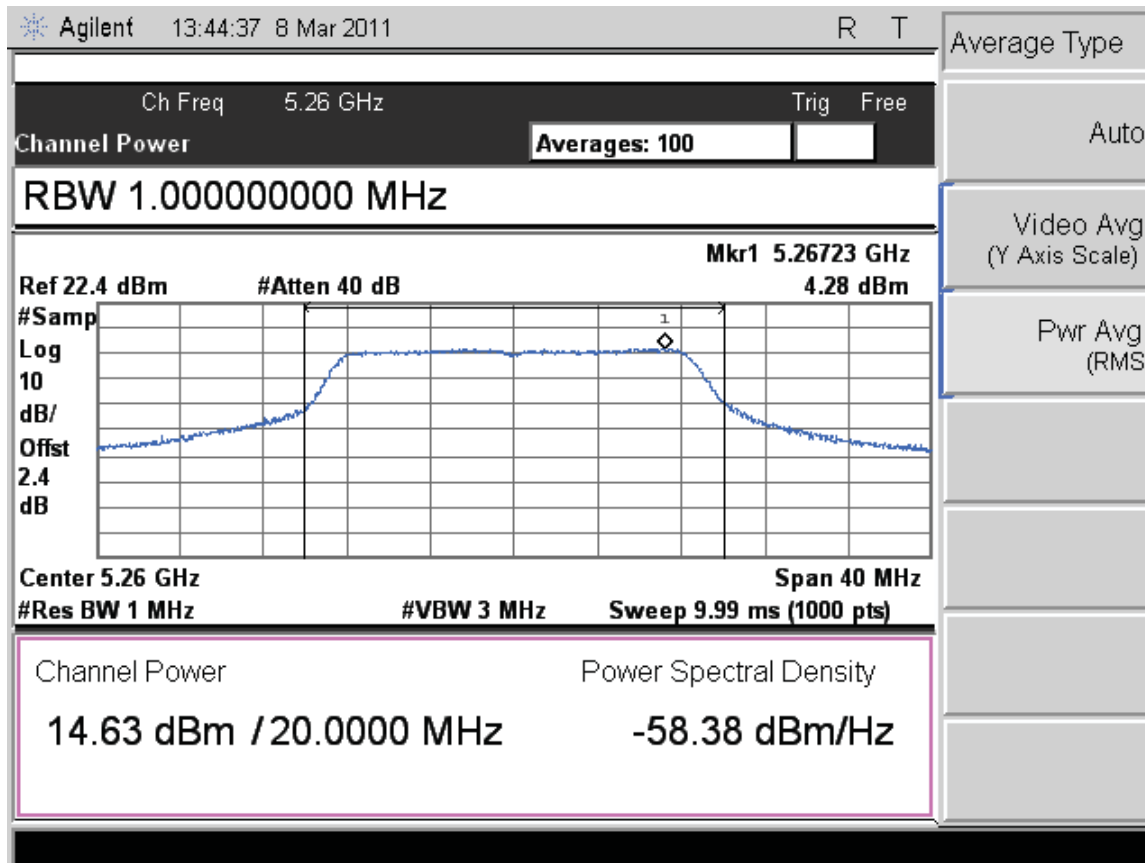 Agilent 13:44:37 8 Mar 2011 R T
Average Type
Ch Freq 5.26 GHz Trig Free
Channel Power Averages: 100
Auto
RBW 1.000000000 MHz
Video Avg
(Y Axis Scale)
Mkr1 5.26723 GHz
Ref 22.4 dBm #Atten 40 dB 4.28 dBm
#Samp
Log
10
dB/
Offst
2.4
dB
1
Pwr Avg
(RMS
Center 5.26 GHz Span 40 MHz
#Res BW 1 MHz #VBW 3 MHz Sweep 9.99 ms (1000 pts)
Channel Power Power Spectral Density
14.63 dBm / 20.0000 MHz -58.38 dBm/Hz